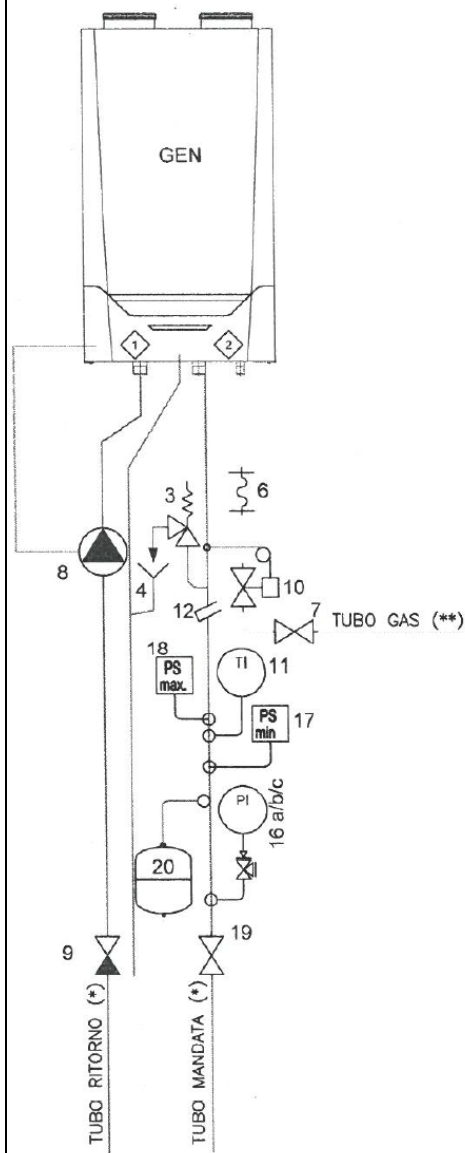 GEN
1
2
3
6
8
4
10
12
7
TUBO GAS (**)
18
PS
max.
TI
11
PS
min
17
PI
16 a/b/c
20
9
19
TUBO RITORNO (*)
TUBO MANDATA (*)